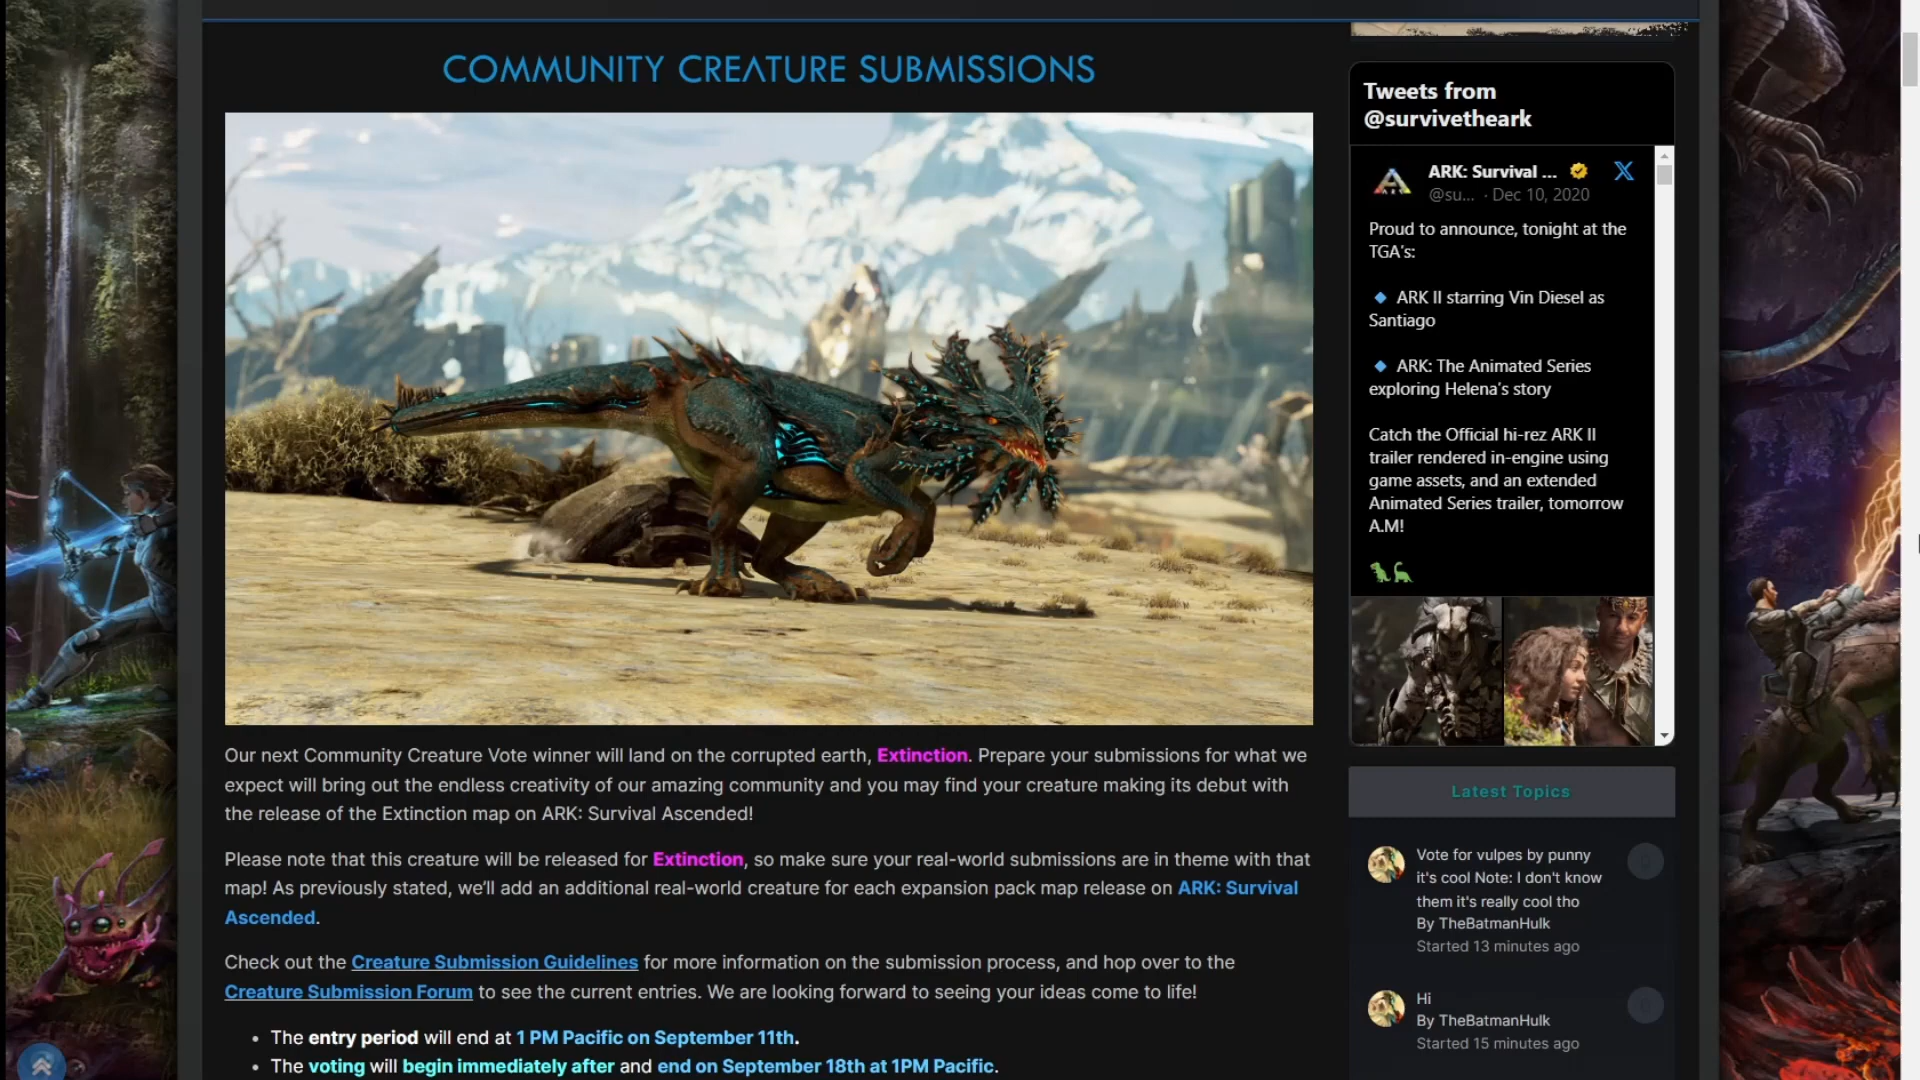 COMMUNITY CREATURE SUBMISSIONS
Our next Community Creature Vote winner will land on the corrupted earth, Extinction. Prepare your submissions for what we
expect will bring out the endless creativity of our amazing community and you may find your creature making its debut with
the release of the Extinction map on ARK: Survival Ascended!
Please note that this creature will be released for Extinction, so make sure your real-world submissions are in theme with that
map! As previously stated, we'll add an additional real-world creature for each expansion pack map release on ARK: Survival
Ascended.
Check out the Creature Submission Guidelines for more information on the submission process, and hop over to the
Creature Submission Forum to see the current entries. We are looking forward to seeing your ideas come to life!
• The entry period will end at 1 PM Pacific on September 11th.
• The voting will begin immediately after and end on September 18th at 1PM Pacific.
Tweets from
@survivetheark
ARK: Survival ...
@su... · Dec 10, 2020
Proud to announce, tonight at the
TGA's:
🔹 ARK II starring Vin Diesel as
Santiago
🔹 ARK: The Animated Series
exploring Helena's story
Catch the Official hi-rez ARK II
trailer rendered in-engine using
game assets, and an extended
Animated Series trailer, tomorrow
A.M!
🦖🦕
Latest Topics
Vote for vulpes by punny
it's cool Note: I don't know
them it's really cool tho
By TheBatmanHulk
Started 13 minutes ago
Hi
By TheBatmanHulk
Started 15 minutes ago